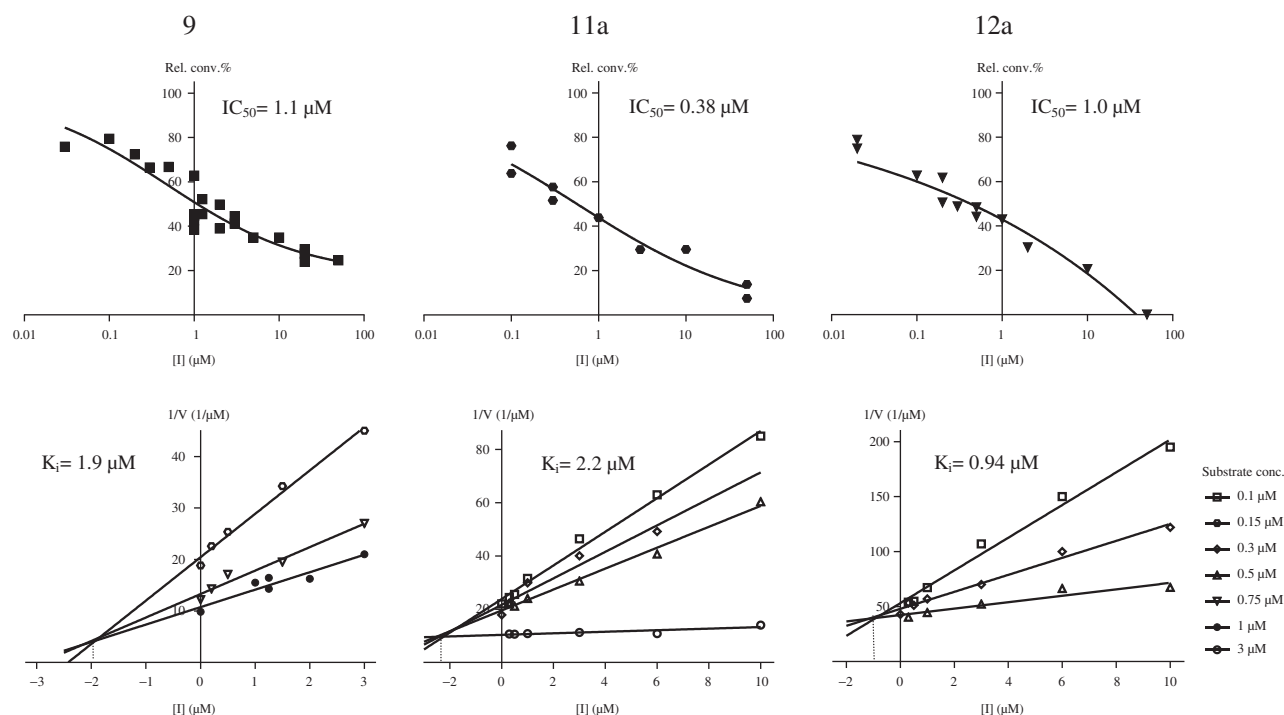 9
11a
12a
Rel. conv.%
Rel. conv.%
Rel. conv.%
IC50= 1.1 µM
IC50= 0.38 µM
IC50= 1.0 µM
100
80
60
40
20
0.01 0.1 1 10 100
[I] (µM)
100
80
60
40
20
0.1 1 10 100
[I] (µM)
100
80
60
40
20
0.01 0.1 1 10 100
[I] (µM)
1/V (1/µM)
Ki= 1.9 µM
40
20
10
−3 −2 −1 0 1 2 3
[I] (µM)
1/V (1/µM)
Ki= 2.2 µM
80
40
20
−2 0 2 4 6 8 10
[I] (µM)
1/V (1/µM)
Ki= 0.94 µM
200
150
100
50
−2 0 2 4 6 8 10
[I] (µM)
Substrate conc.
0.1 µM
0.15 µM
0.3 µM
0.5 µM
0.75 µM
1 µM
3 µM